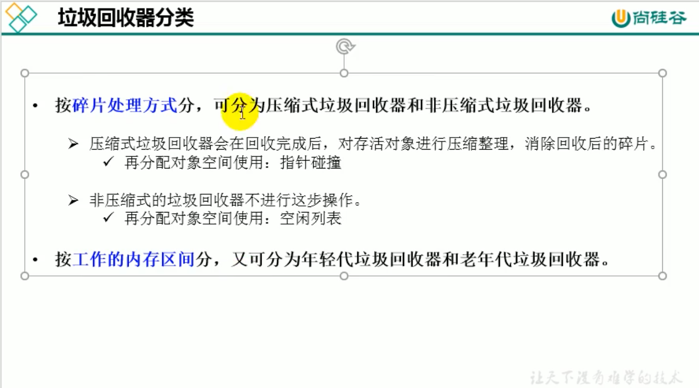 垃圾回收器分类
尚硅谷
• 按碎片处理方式分，可分为压缩式垃圾回收器和非压缩式垃圾回收器。
➢ 压缩式垃圾回收器会在回收完成后，对存活对象进行压缩整理，消除回收后的碎片。
✓ 再分配对象空间使用：指针碰撞
➢ 非压缩式的垃圾回收器不进行这步操作。
✓ 再分配对象空间使用：空闲列表
• 按工作的内存区间分，又可分为年轻代垃圾回收器和老年代垃圾回收器。
让天下没有难学的技术